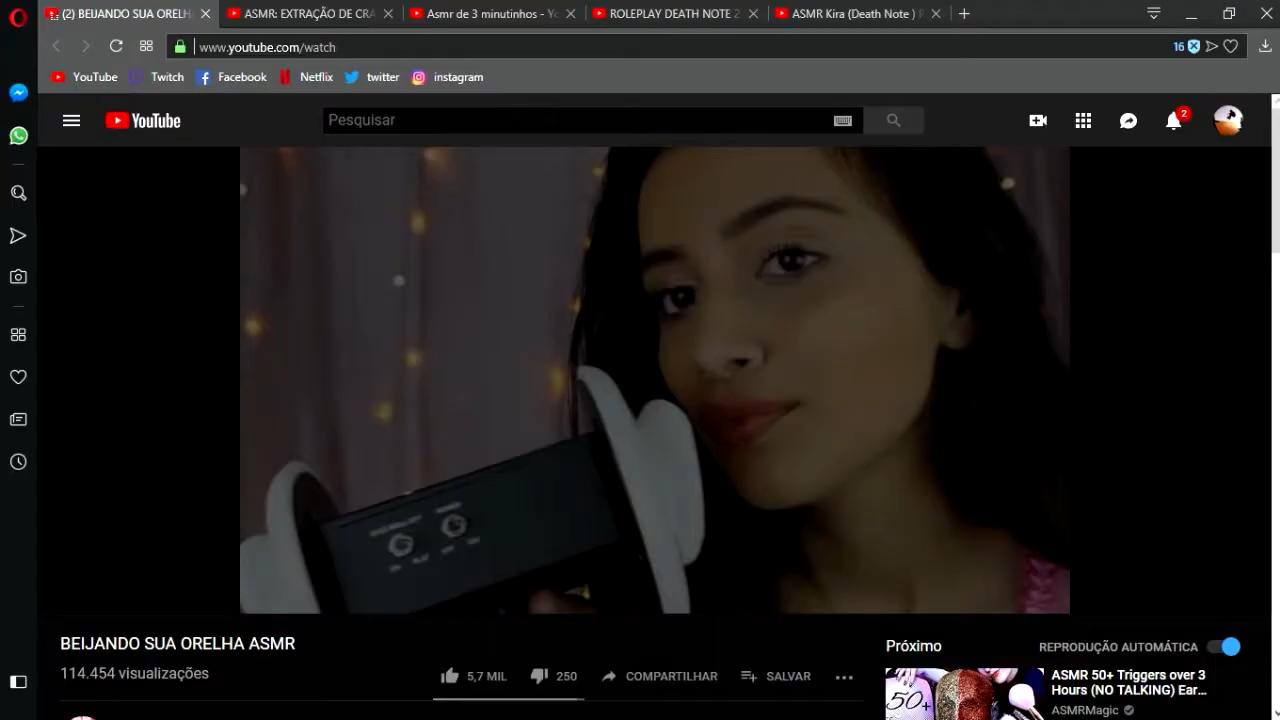 (2) BEIJANDO SUA ORELH
ASMR: EXTRAÇÃO DE CRA
Asmr de 3 minutinhos - Yo
ROLEPLAY DEATH NOTE 2
ASMR Kira (Death Note ) P
www.youtube.com/watch
16
YouTube
Twitch
Facebook
Netflix
twitter
instagram
YouTube
Pesquisar
2
BEIJANDO SUA ORELHA ASMR
114.454 visualizações
5,7 MIL
250
COMPARTILHAR
SALVAR
Próximo
REPRODUÇÃO AUTOMÁTICA
50+
ASMR 50+ Triggers over 3
Hours (NO TALKING) Ear...
ASMRMagic